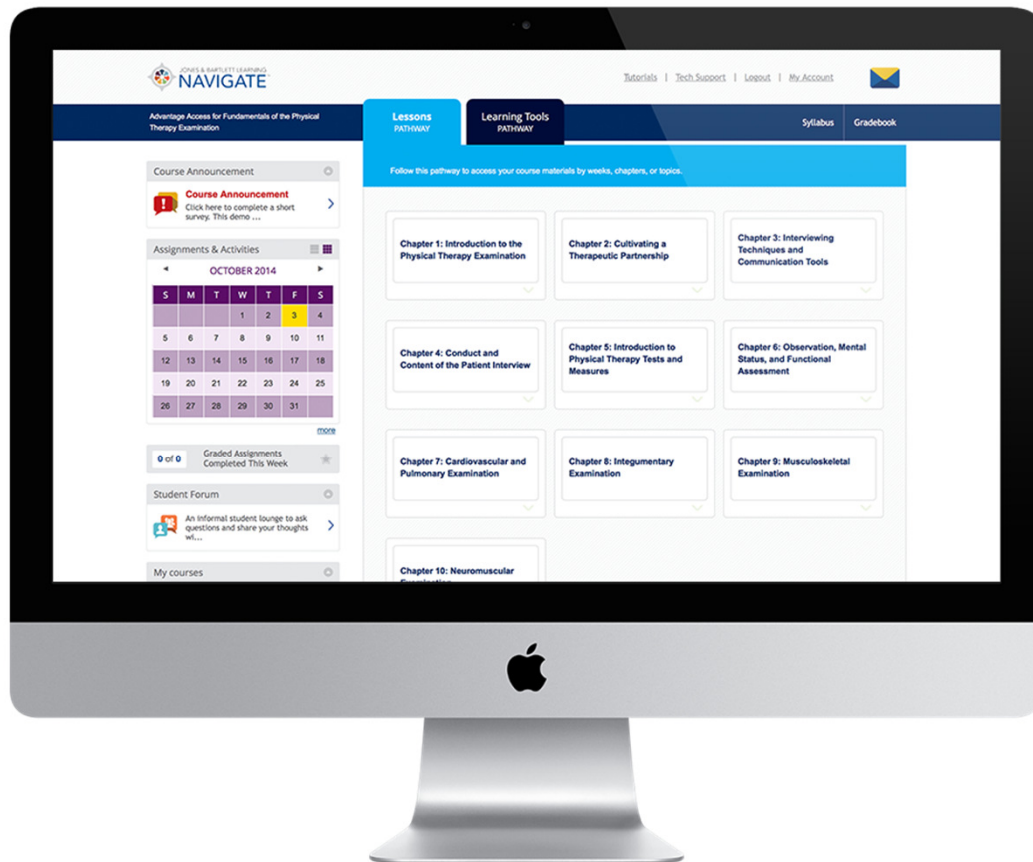 JONES & BARTLETT LEARNING
NAVIGATE
Tutorials | Tech Support | Logout | My Account
Advantage Access for Fundamentals of the Physical
Therapy Examination
Lessons
PATHWAY
Learning Tools
PATHWAY
Syllabus
Gradebook
Follow this pathway to access your course materials by weeks, chapters, or topics.
Course Announcement
Course Announcement
Click here to complete a short
survey. This demo ...
Assignments & Activities
OCTOBER 2014
S M T W T F S
1 2 3 4
5 6 7 8 9 10 11
12 13 14 15 16 17 18
19 20 21 22 23 24 25
26 27 28 29 30 31
more
0 of 0
Graded Assignments
Completed This Week
Student Forum
An informal student lounge to ask
questions and share your thoughts
wi...
My courses
Chapter 1: Introduction to the
Physical Therapy Examination
Chapter 2: Cultivating a
Therapeutic Partnership
Chapter 3: Interviewing
Techniques and
Communication Tools
Chapter 4: Conduct and
Content of the Patient Interview
Chapter 5: Introduction to
Physical Therapy Tests and
Measures
Chapter 6: Observation, Mental
Status, and Functional
Assessment
Chapter 7: Cardiovascular and
Pulmonary Examination
Chapter 8: Integumentary
Examination
Chapter 9: Musculoskeletal
Examination
Chapter 10: Neuromuscular